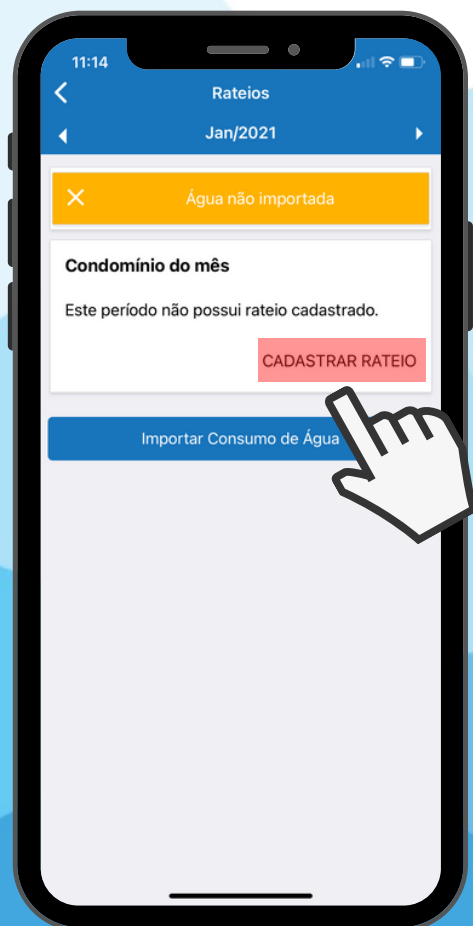 11:14
Rateios
Jan/2021
Água não importada
Condomínio do mês
Este período não possui rateio cadastrado.
CADASTRAR RATEIO
Importar Consumo de Água